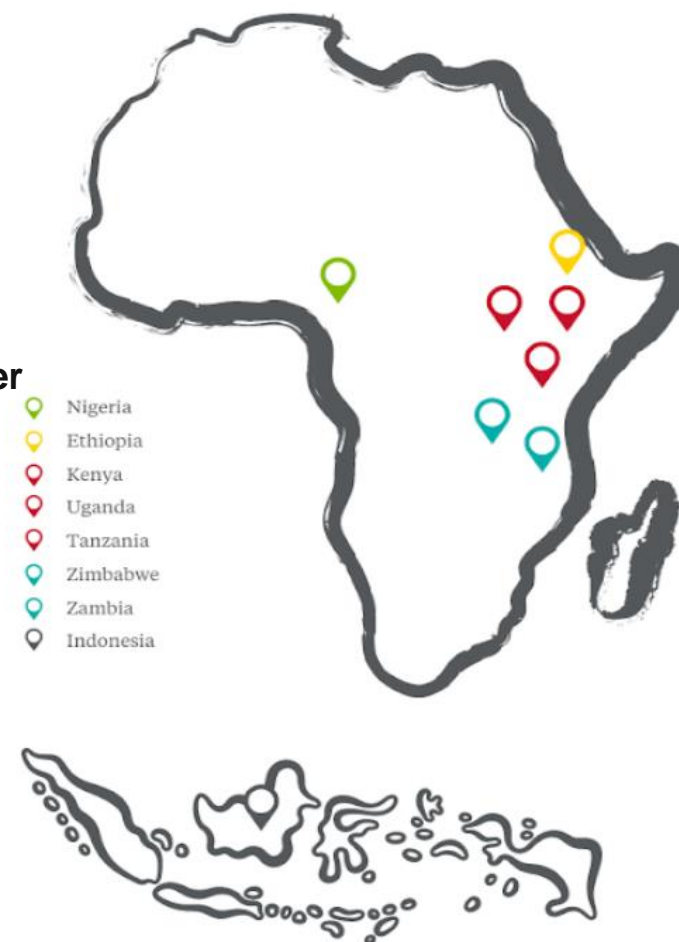 er
Nigeria
Ethiopia
Kenya
Uganda
Tanzania
Zimbabwe
Zambia
Indonesia